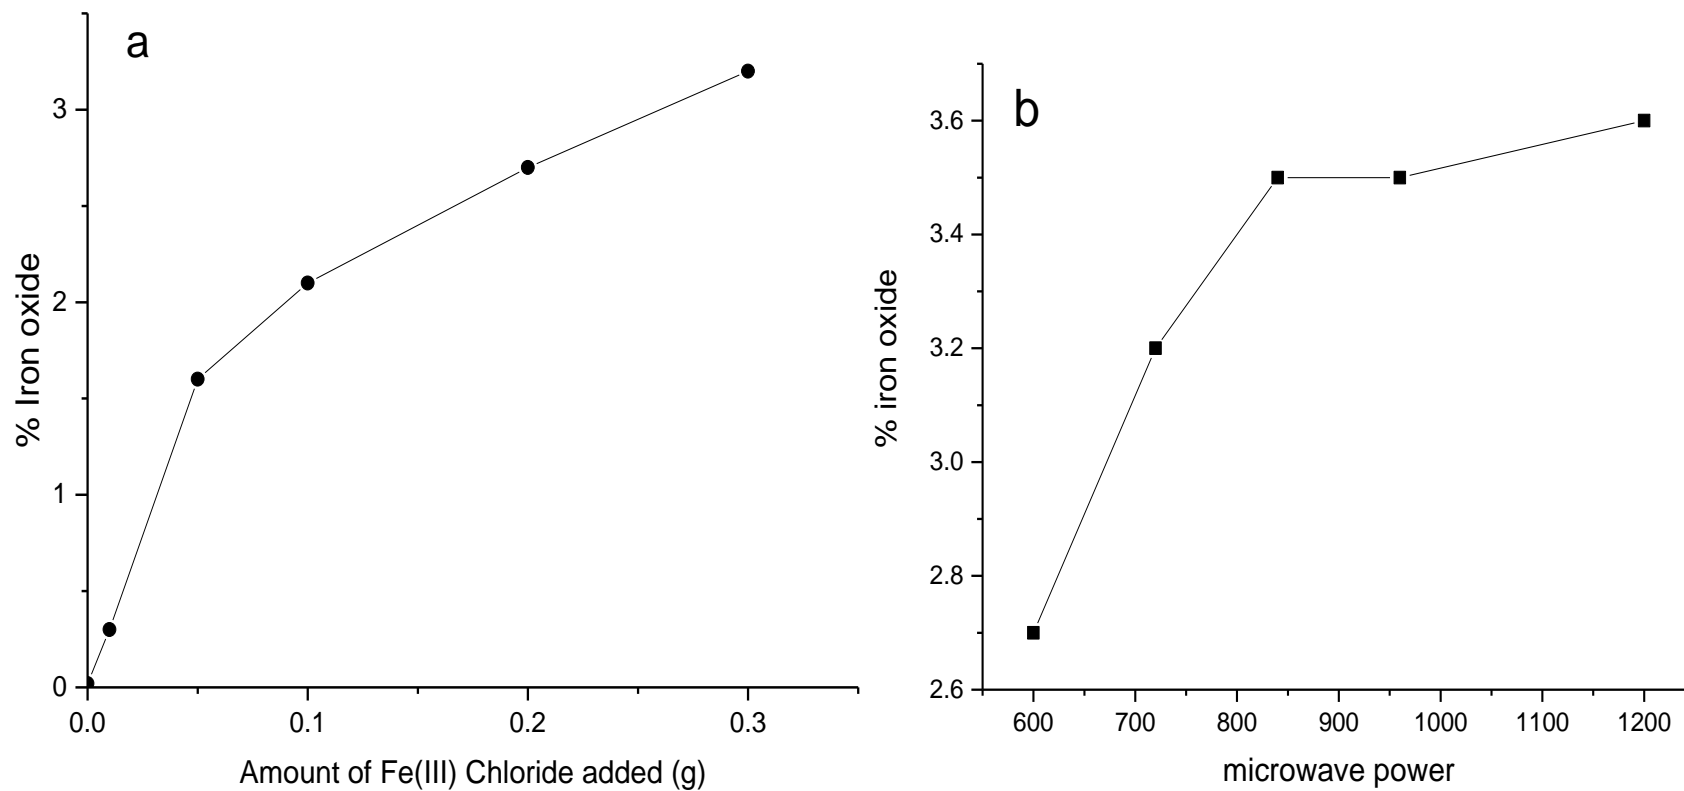 a
3
2
1
0
% Iron oxide
0.0 0.1 0.2 0.3
Amount of Fe(III) Chloride added (g)
b
3.6
3.4
3.2
3.0
2.8
2.6
% iron oxide
600 700 800 900 1000 1100 1200
microwave power